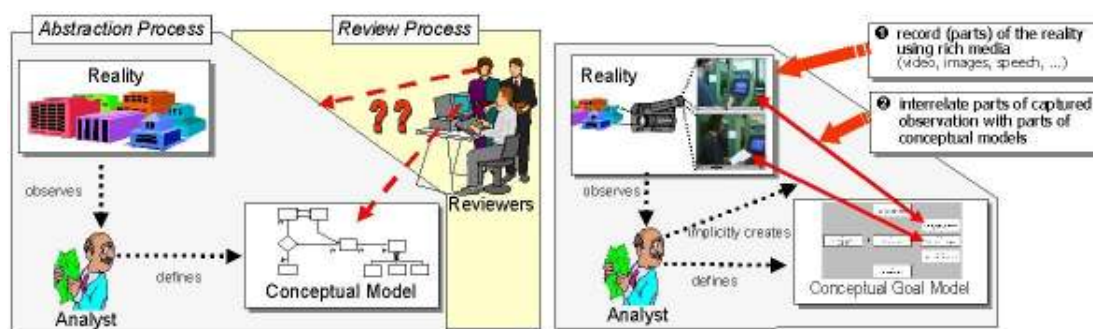 Abstraction Process
Review Process
Reality
? ?
observes
Reviewers
defines
Conceptual Model
Analyst
Reality
observes
implicitly creates
defines
Conceptual Goal Model
Analyst
❶ record (parts) of the reality
using rich media
(video, images, speech, ...)
❷ interrelate parts of captured
observation with parts of
conceptual models